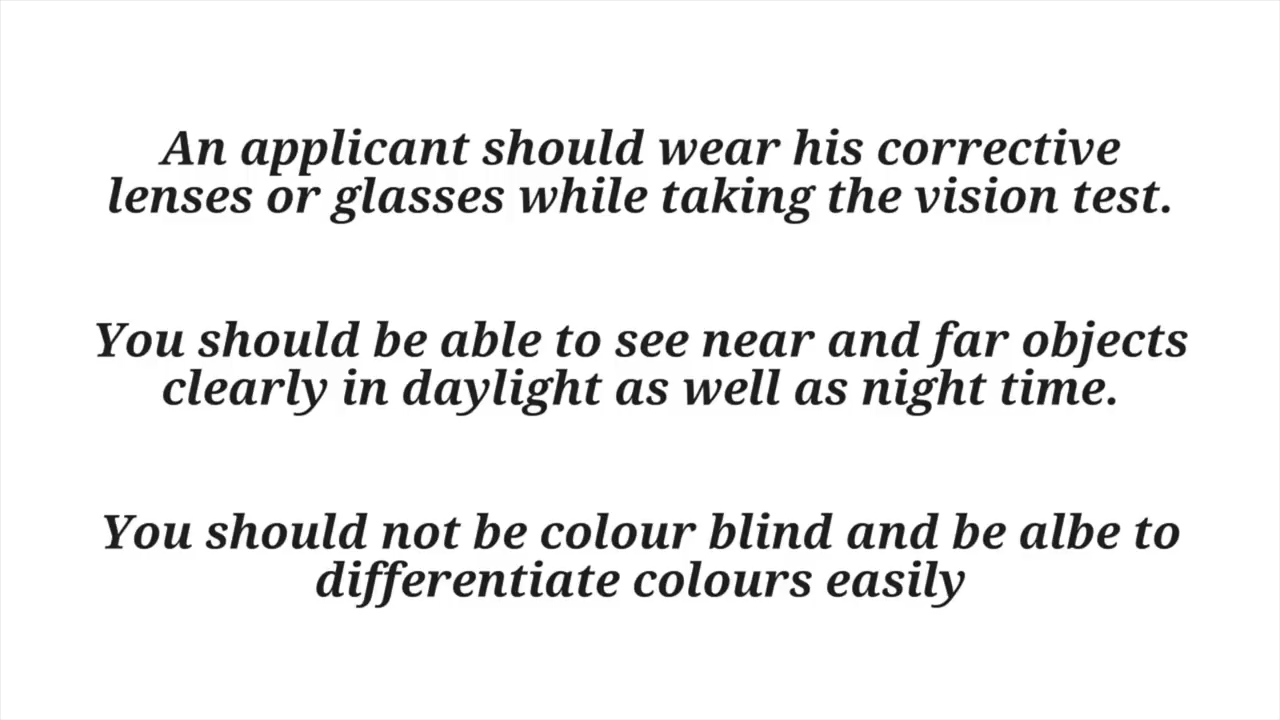 An applicant should wear his corrective
lenses or glasses while taking the vision test.
You should be able to see near and far objects
clearly in daylight as well as night time.
You should not be colour blind and be albe to
differentiate colours easily